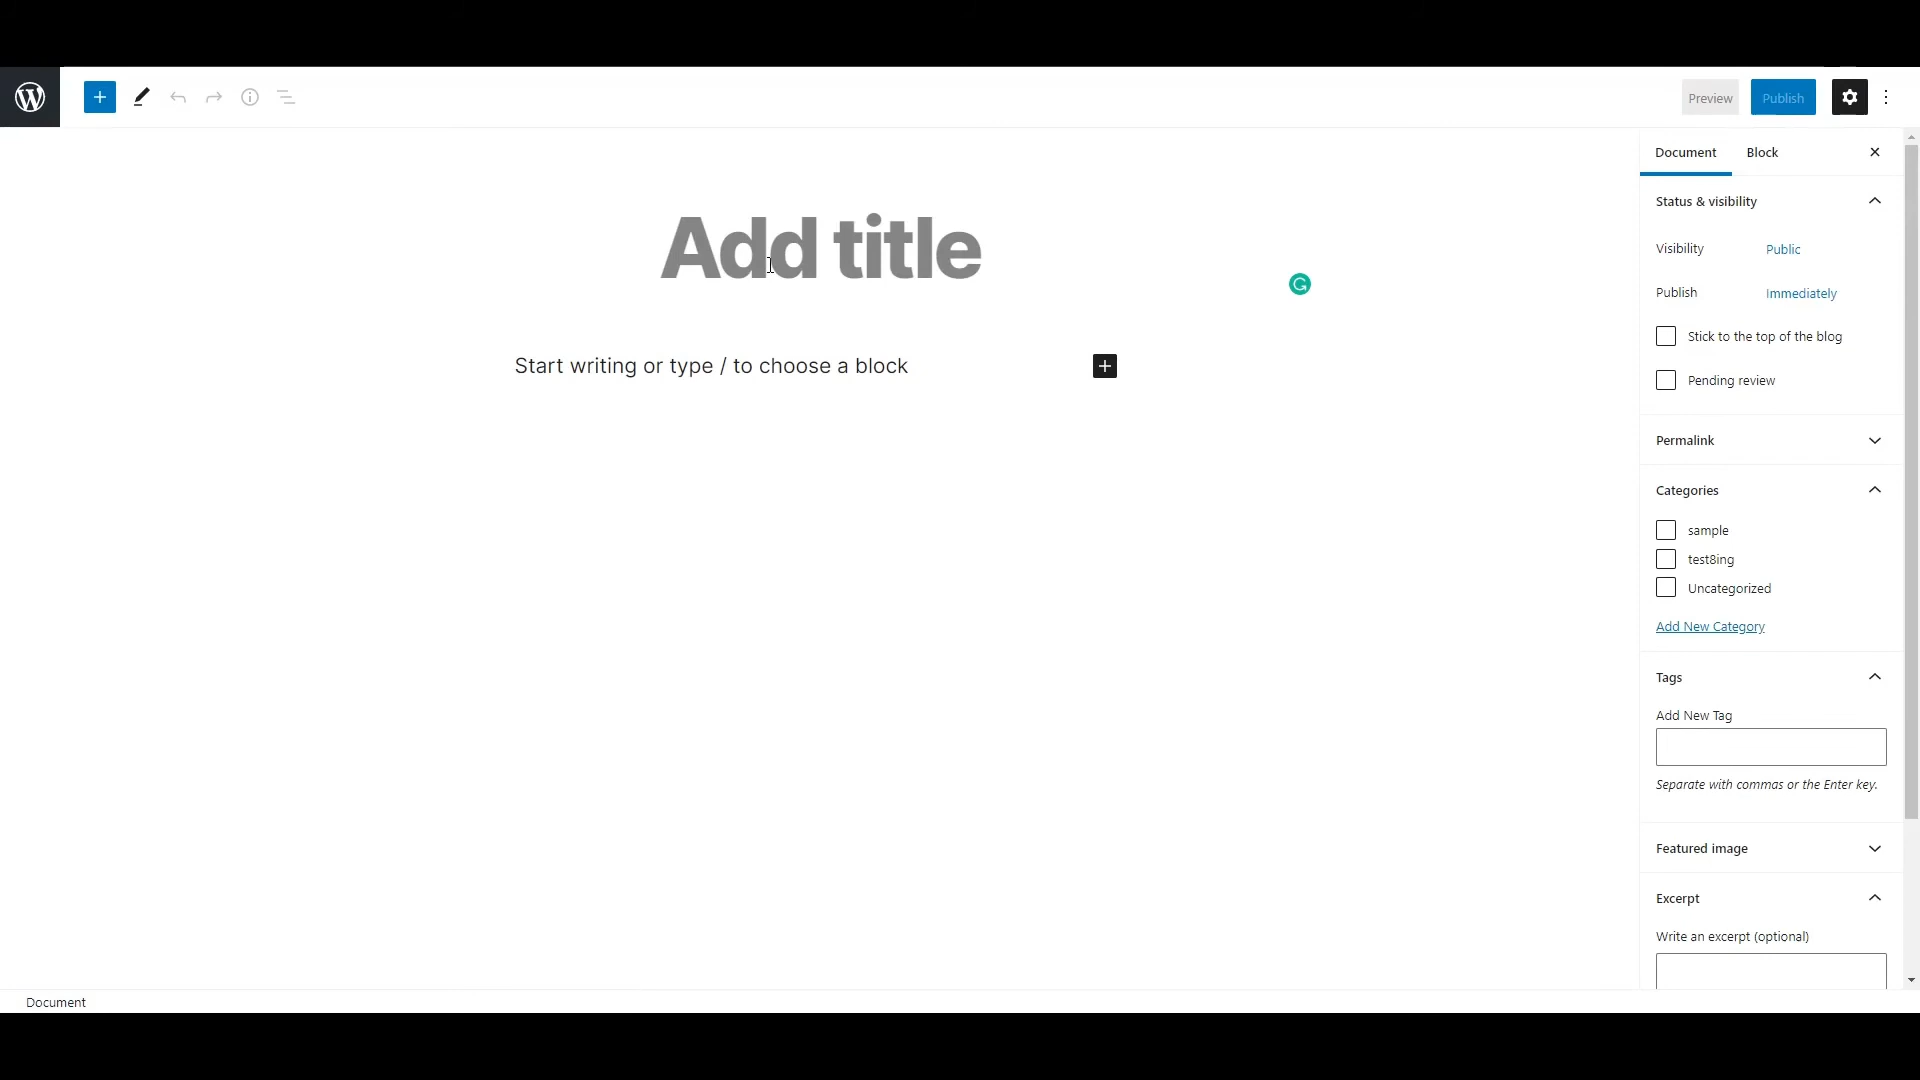 Preview
Publish
Document
Block
Status & visibility
Add title
Visibility
Public
Publish
Immediately
Stick to the top of the blog
Start writing or type / to choose a block
Pending review
Permalink
Categories
sample
test8ing
Uncategorized
Add New Category
Tags
Add New Tag
Separate with commas or the Enter key.
Featured image
Excerpt
Write an excerpt (optional)
Document